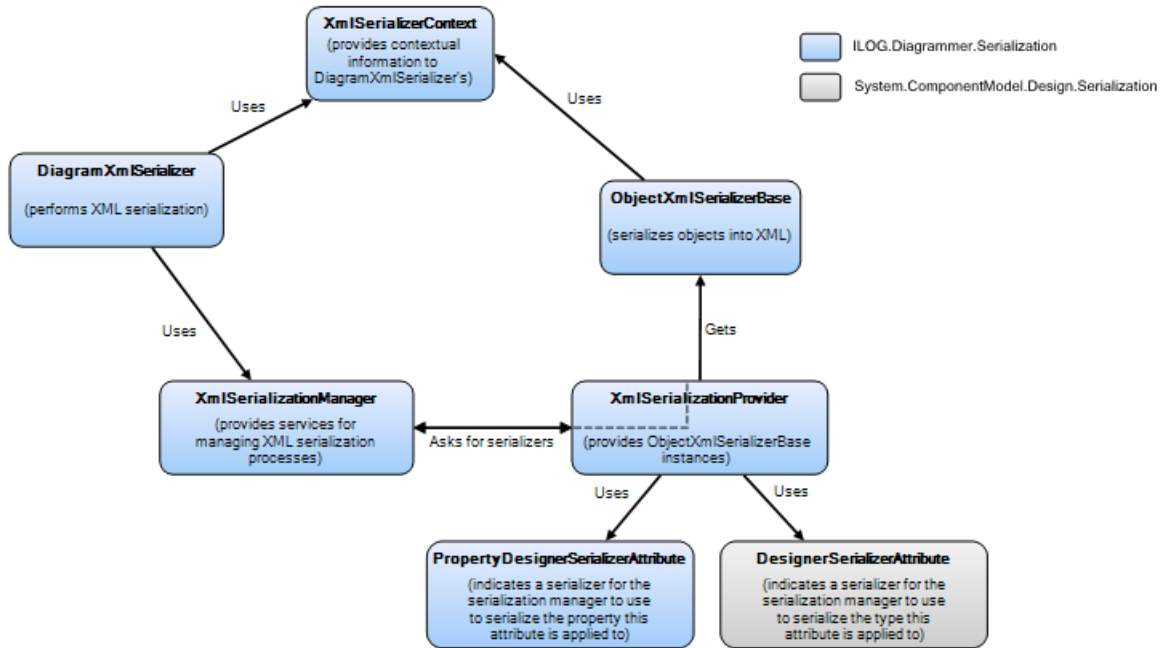 XmlSerializerContext
(provides contextual
information to
DiagramXmlSerializer's)
ILOG.Diagrammer.Serialization
System.ComponentModel.Design.Serialization
Uses
Uses
DiagramXmlSerializer
(performs XML serialization)
ObjectXmlSerializerBase
(serializes objects into XML)
Uses
Gets
XmlSerializationManager
(provides services for
managing XML serialization
processes)
Asks for serializers
XmlSerializationProvider
(provides ObjectXmlSerializerBase
instances)
Uses
Uses
PropertyDesignerSerializerAttribute
(indicates a serializer for the
serialization manager to use
to serialize the property this
attribute is applied to)
DesignerSerializerAttribute
(indicates a serializer for the
serialization manager to use
to serialize the type this
attribute is applied to)